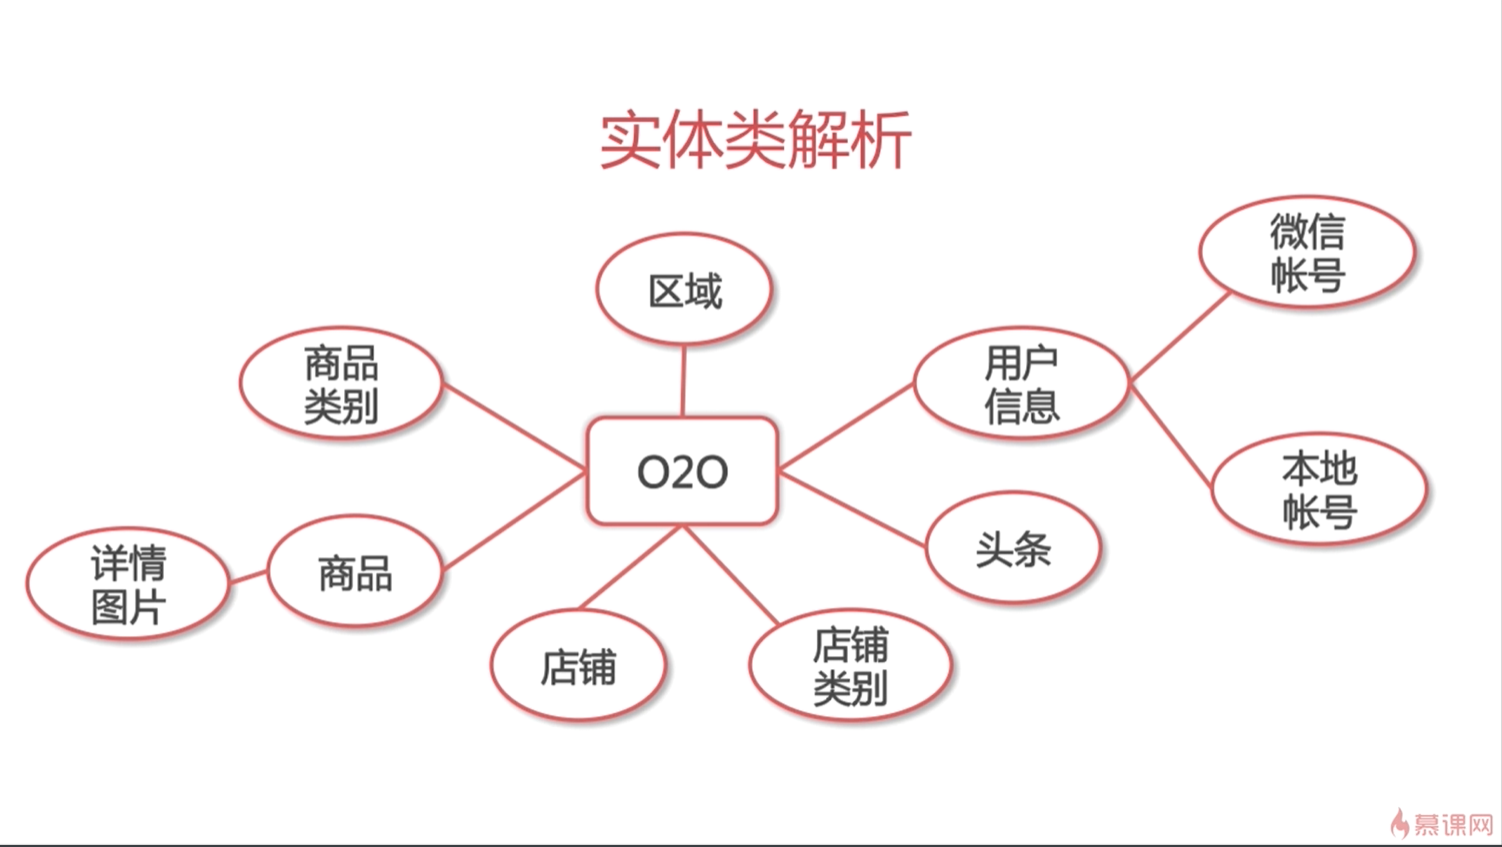 实体类解析
微信
帐号
区域
商品
类别
用户
信息
O2O
本地
帐号
详情
图片
商品
头条
店铺
店铺
类别
慕课网